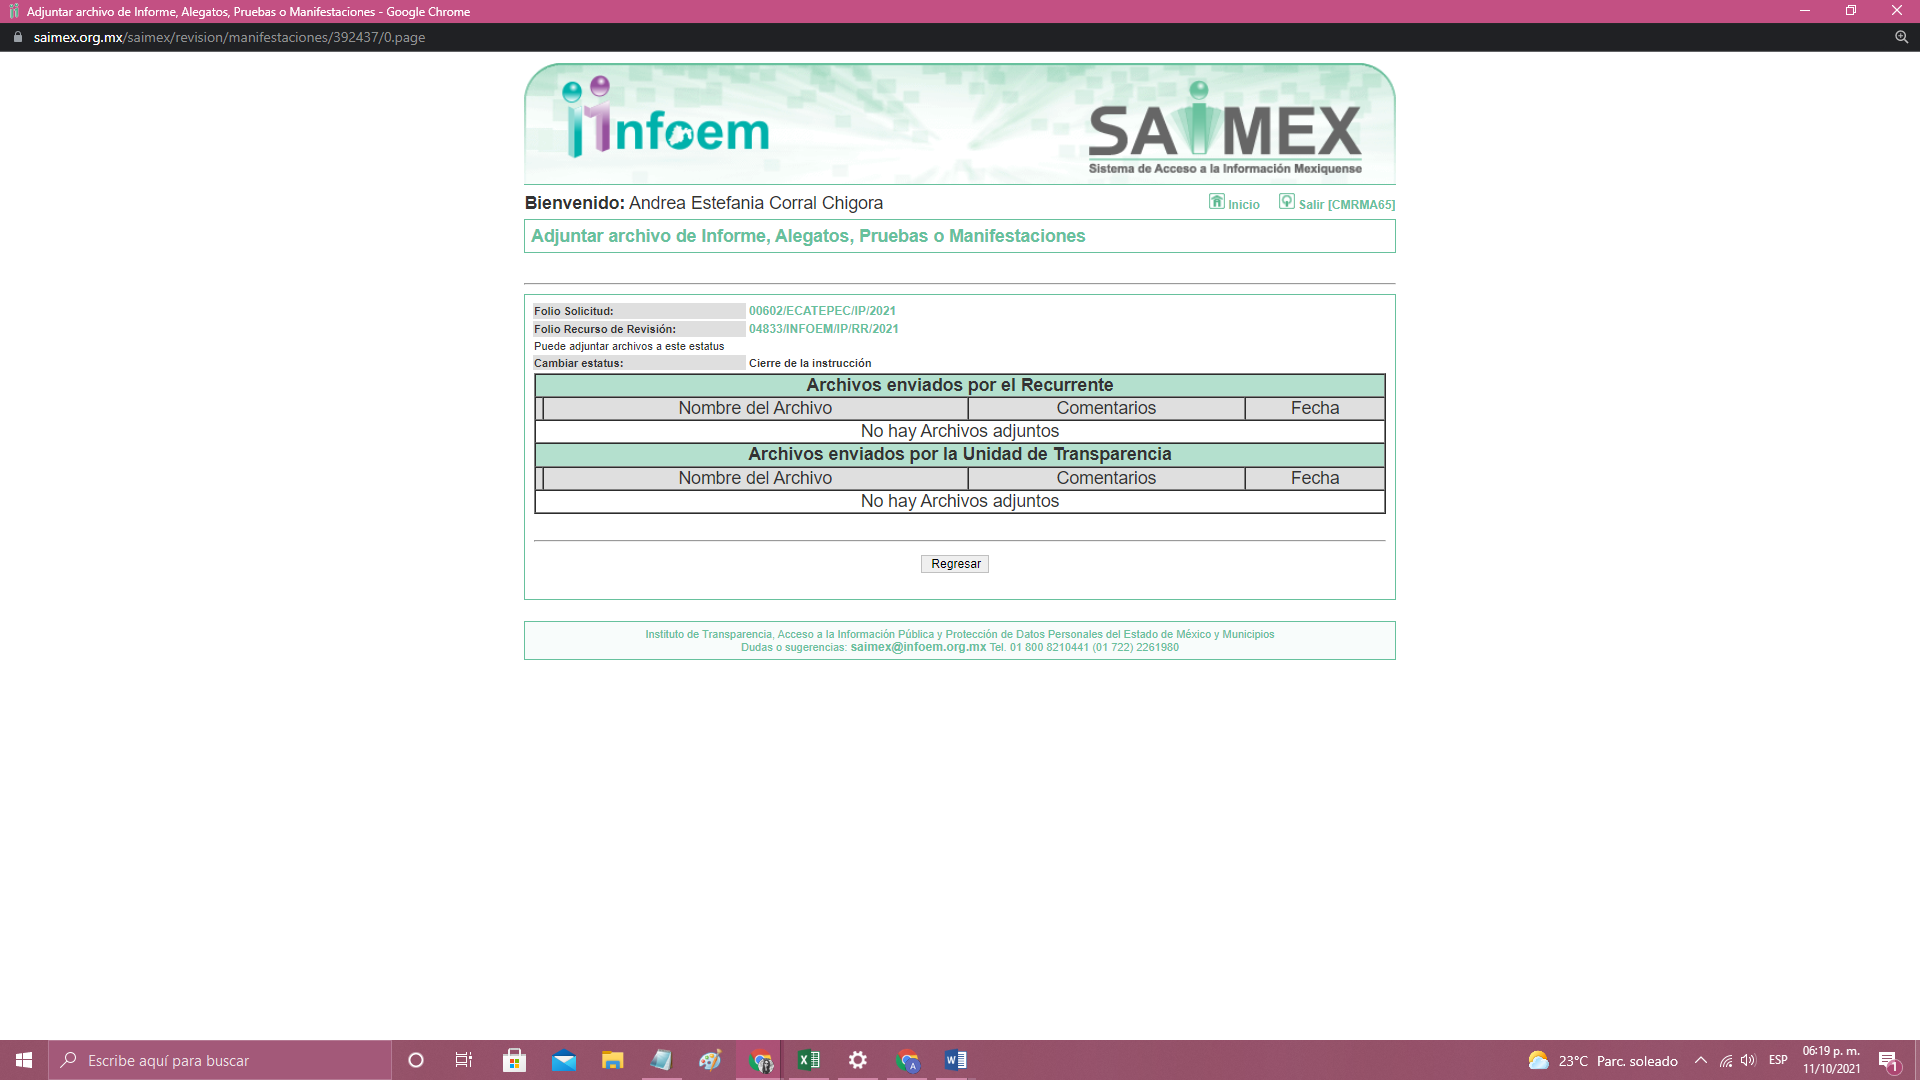 Adjuntar archivo de Informe, Alegatos, Pruebas o Manifestaciones - Google Chrome
saimex.org.mx/saimex/revision/manifestaciones/392437/0.page
infoem
SAIMEX
Sistema de Acceso a la Información Mexiquense
Bienvenido: Andrea Estefania Corral Chigora
Inicio Salir [CMRMA65]
Adjuntar archivo de Informe, Alegatos, Pruebas o Manifestaciones
Folio Solicitud: 00602/ECATEPEC/IP/2021
Folio Recurso de Revisión: 04833/INFOEM/IP/RR/2021
Puede adjuntar archivos a este estatus
Cambiar estatus: Cierre de la instrucción
Archivos enviados por el Recurrente
Nombre del Archivo Comentarios Fecha
No hay Archivos adjuntos
Archivos enviados por la Unidad de Transparencia
Nombre del Archivo Comentarios Fecha
No hay Archivos adjuntos
Regresar
Instituto de Transparencia, Acceso a la Información Pública y Protección de Datos Personales del Estado de México y Municipios
Dudas o sugerencias: saimex@infoem.org.mx Tel. 01 800 8210441 (01 722) 2261980
Escribe aquí para buscar
23°C Parc. soleado
ESP
06:19 p. m.
11/10/2021
1